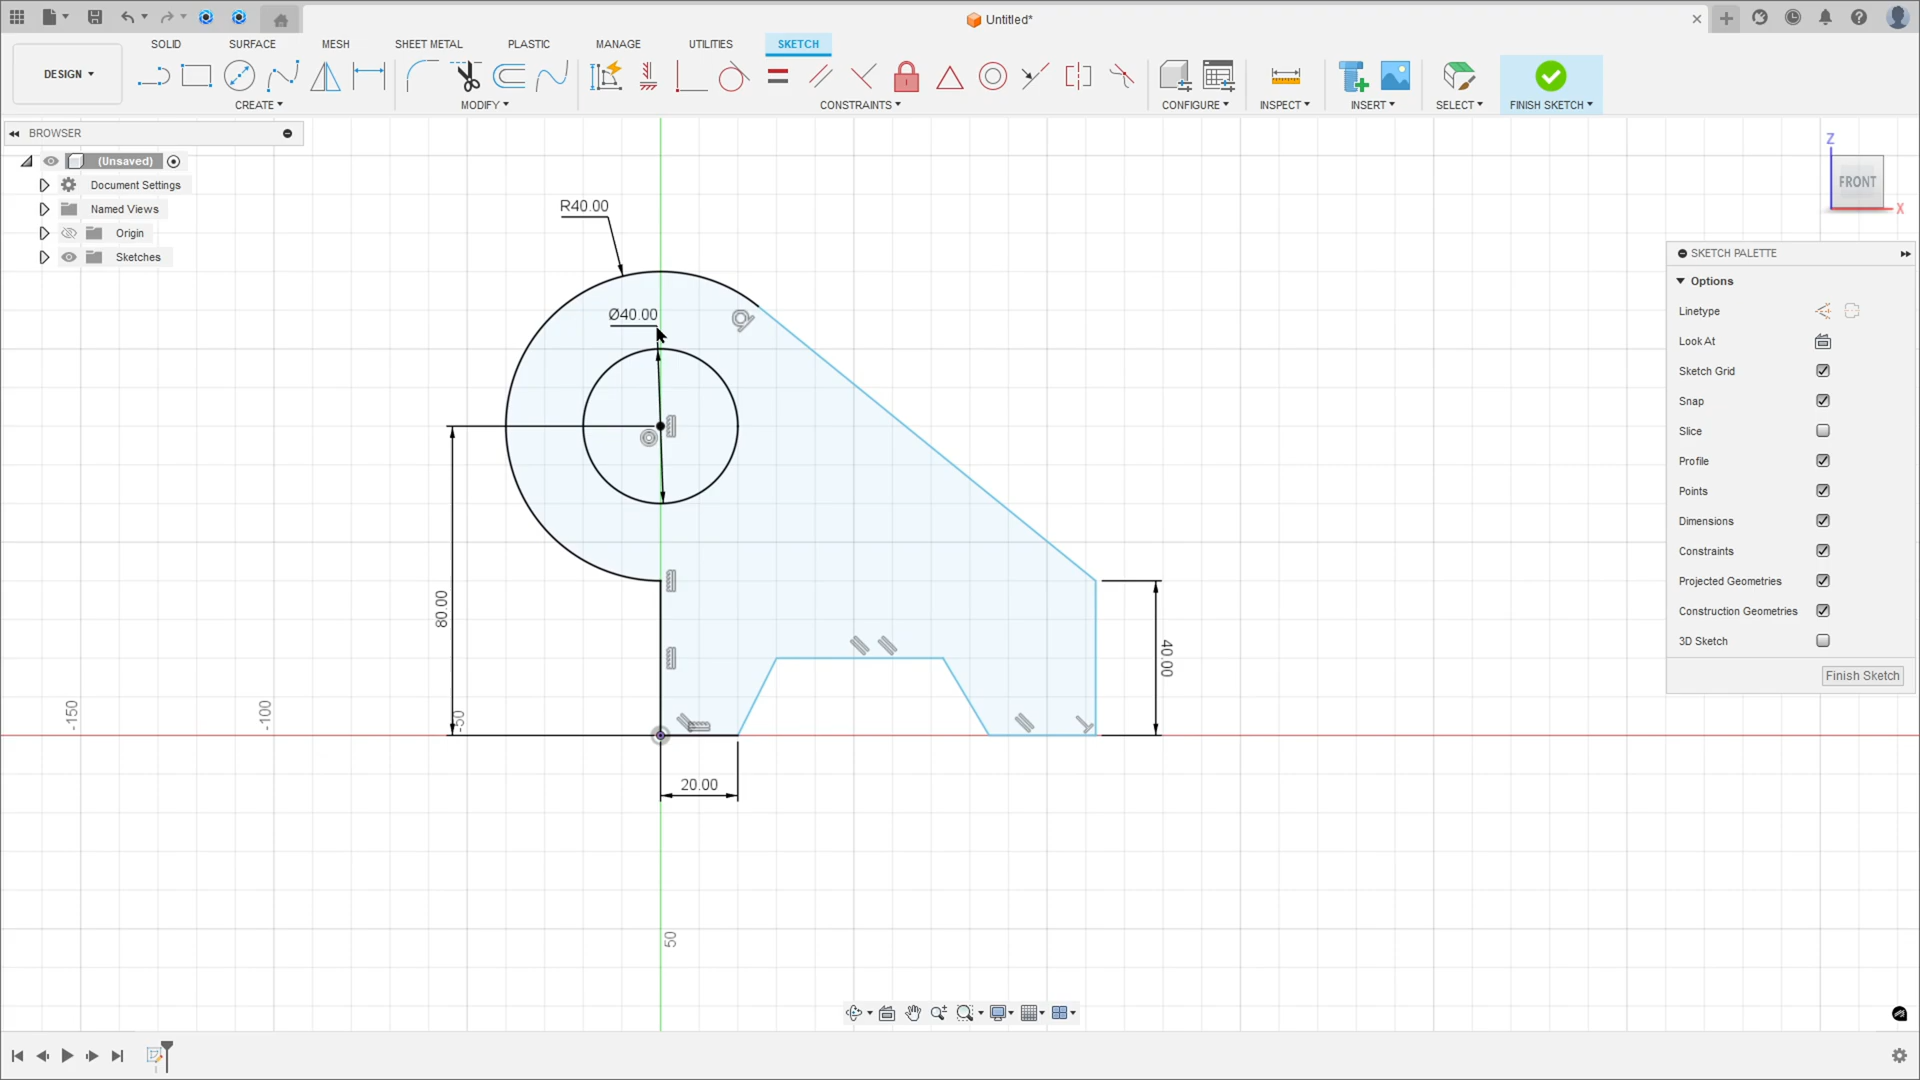 Untitled*
SOLID SURFACE MESH SHEET METAL PLASTIC MANAGE UTILITIES SKETCH
DESIGN
CREATE MODIFY CONSTRAINTS CONFIGURE INSPECT INSERT SELECT FINISH SKETCH
BROWSER
(Unsaved)
Document Settings
Named Views
Origin
Sketches
Z
FRONT
X
SKETCH PALETTE
Options
Linetype
Look At
Sketch Grid
Snap
Slice
Profile
Points
Dimensions
Constraints
Projected Geometries
Construction Geometries
3D Sketch
Finish Sketch
R40.00
Ø40.00
80.00
40.00
20.00
-150
-100
-50
50